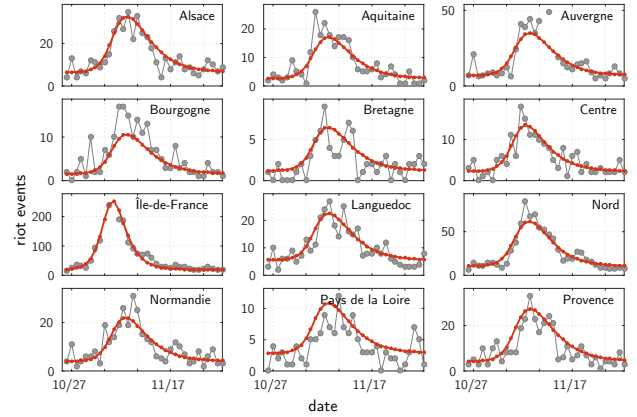 Alsace
Aquitaine
Auvergne
0
20
0
10
20
0
50
Bourgogne
Bretagne
Centre
0
10
0
5
0
10
Île-de-France
Languedoc
Nord
0
100
200
0
10
20
0
50
Normandie
Pays de la Loire
Provence
0
20
0
5
10
0
20
10/27
11/17
10/27
11/17
10/27
11/17
riot events
date